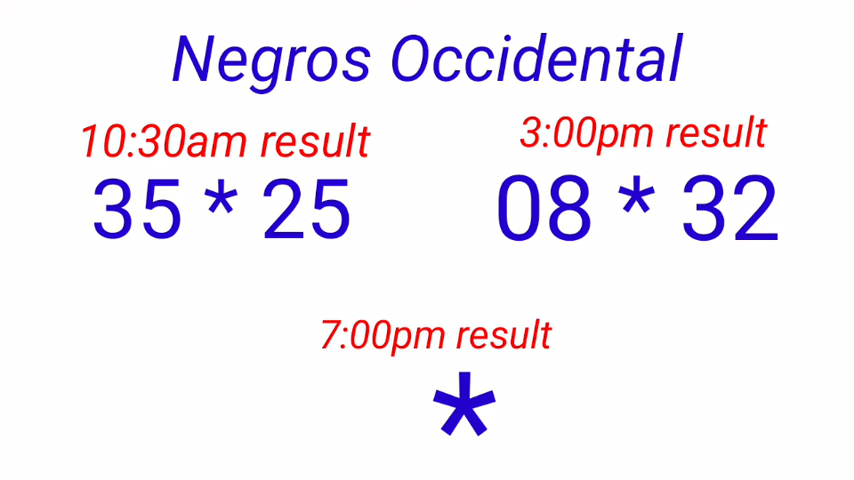 Negros Occidental
10:30am result
35 * 25
3:00pm result
08 * 32
7:00pm result
*